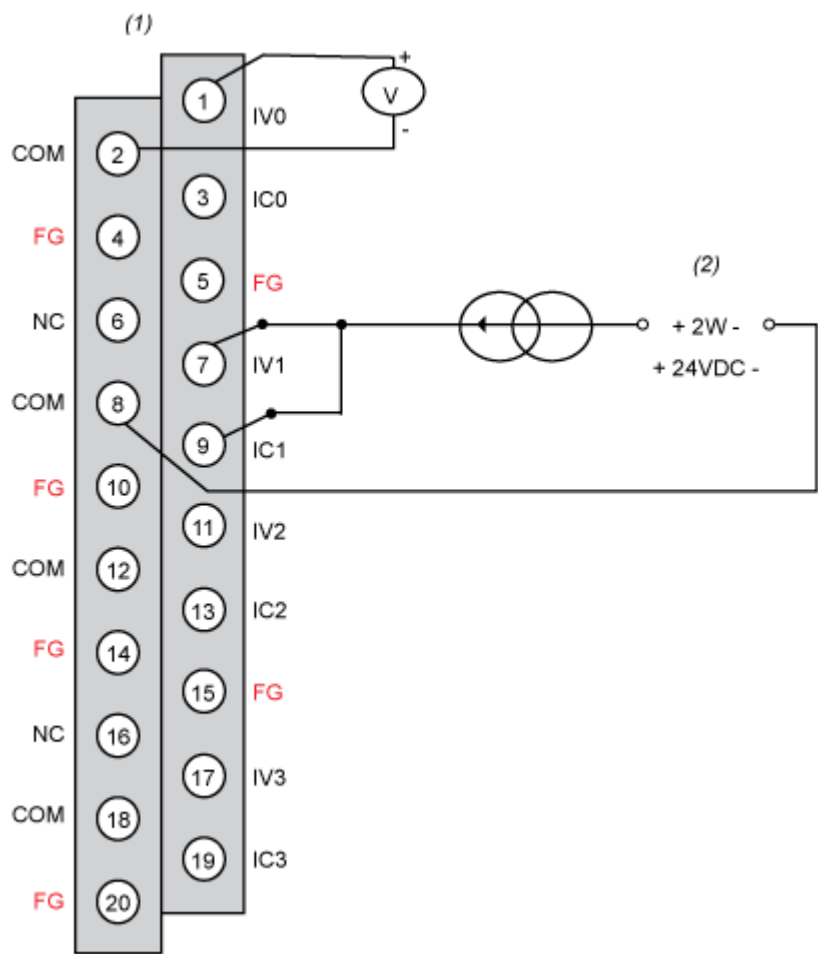 (1)
+
1
V
IV0
-
COM 2
3 IC0
FG 4
5 FG
(2)
NC 6
+ 2W -
7 IV1
+ 24VDC -
COM 8
9 IC1
FG 10
11 IV2
COM 12
13 IC2
FG 14
15 FG
NC 16
17 IV3
COM 18
19 IC3
FG 20